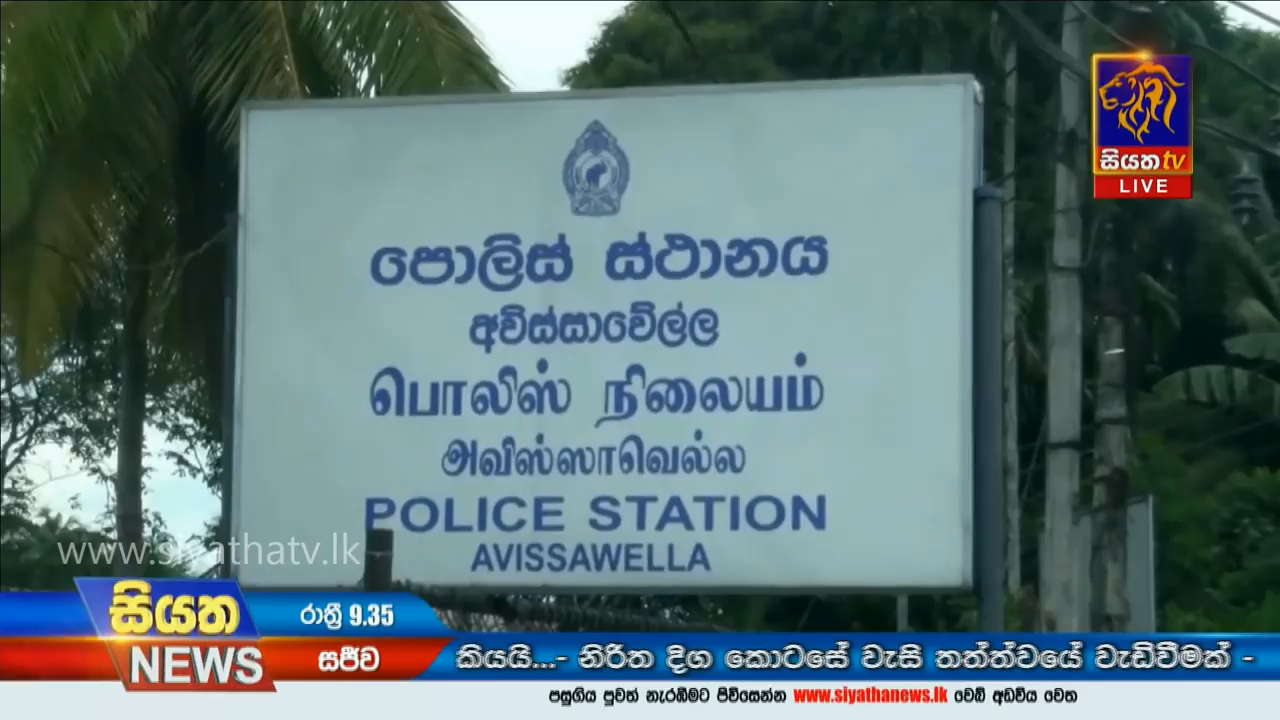 සියත tv
LIVE
පොලිස් ස්ථානය
අවිස්සාවේල්ල
பொலிஸ் நிலையம்
அவிஸ்ஸாவெல்ல
POLICE STATION
AVISSAWELLA
www.siyathatv.lk
සියත
NEWS
රාත්‍රී 9.35
සජීව
කියයි...- නිරිත දිග කොටසේ වැසි තත්ත්වයේ වැඩිවීමක් -
පසුගිය පුවත් නැරඹීමට පිවිසෙන්න www.siyathanews.lk වෙබ් අඩවිය වෙත